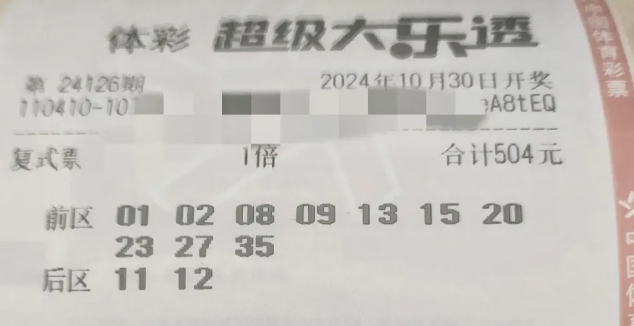 体彩 超级大乐透
第 24126期 2024年10月30日开奖
110410-10 A8tEQ
复式票 1倍 合计504元
前区 01 02 08 09 13 15 20
23 27 35
后区 11 12
中国体育彩票
中国体